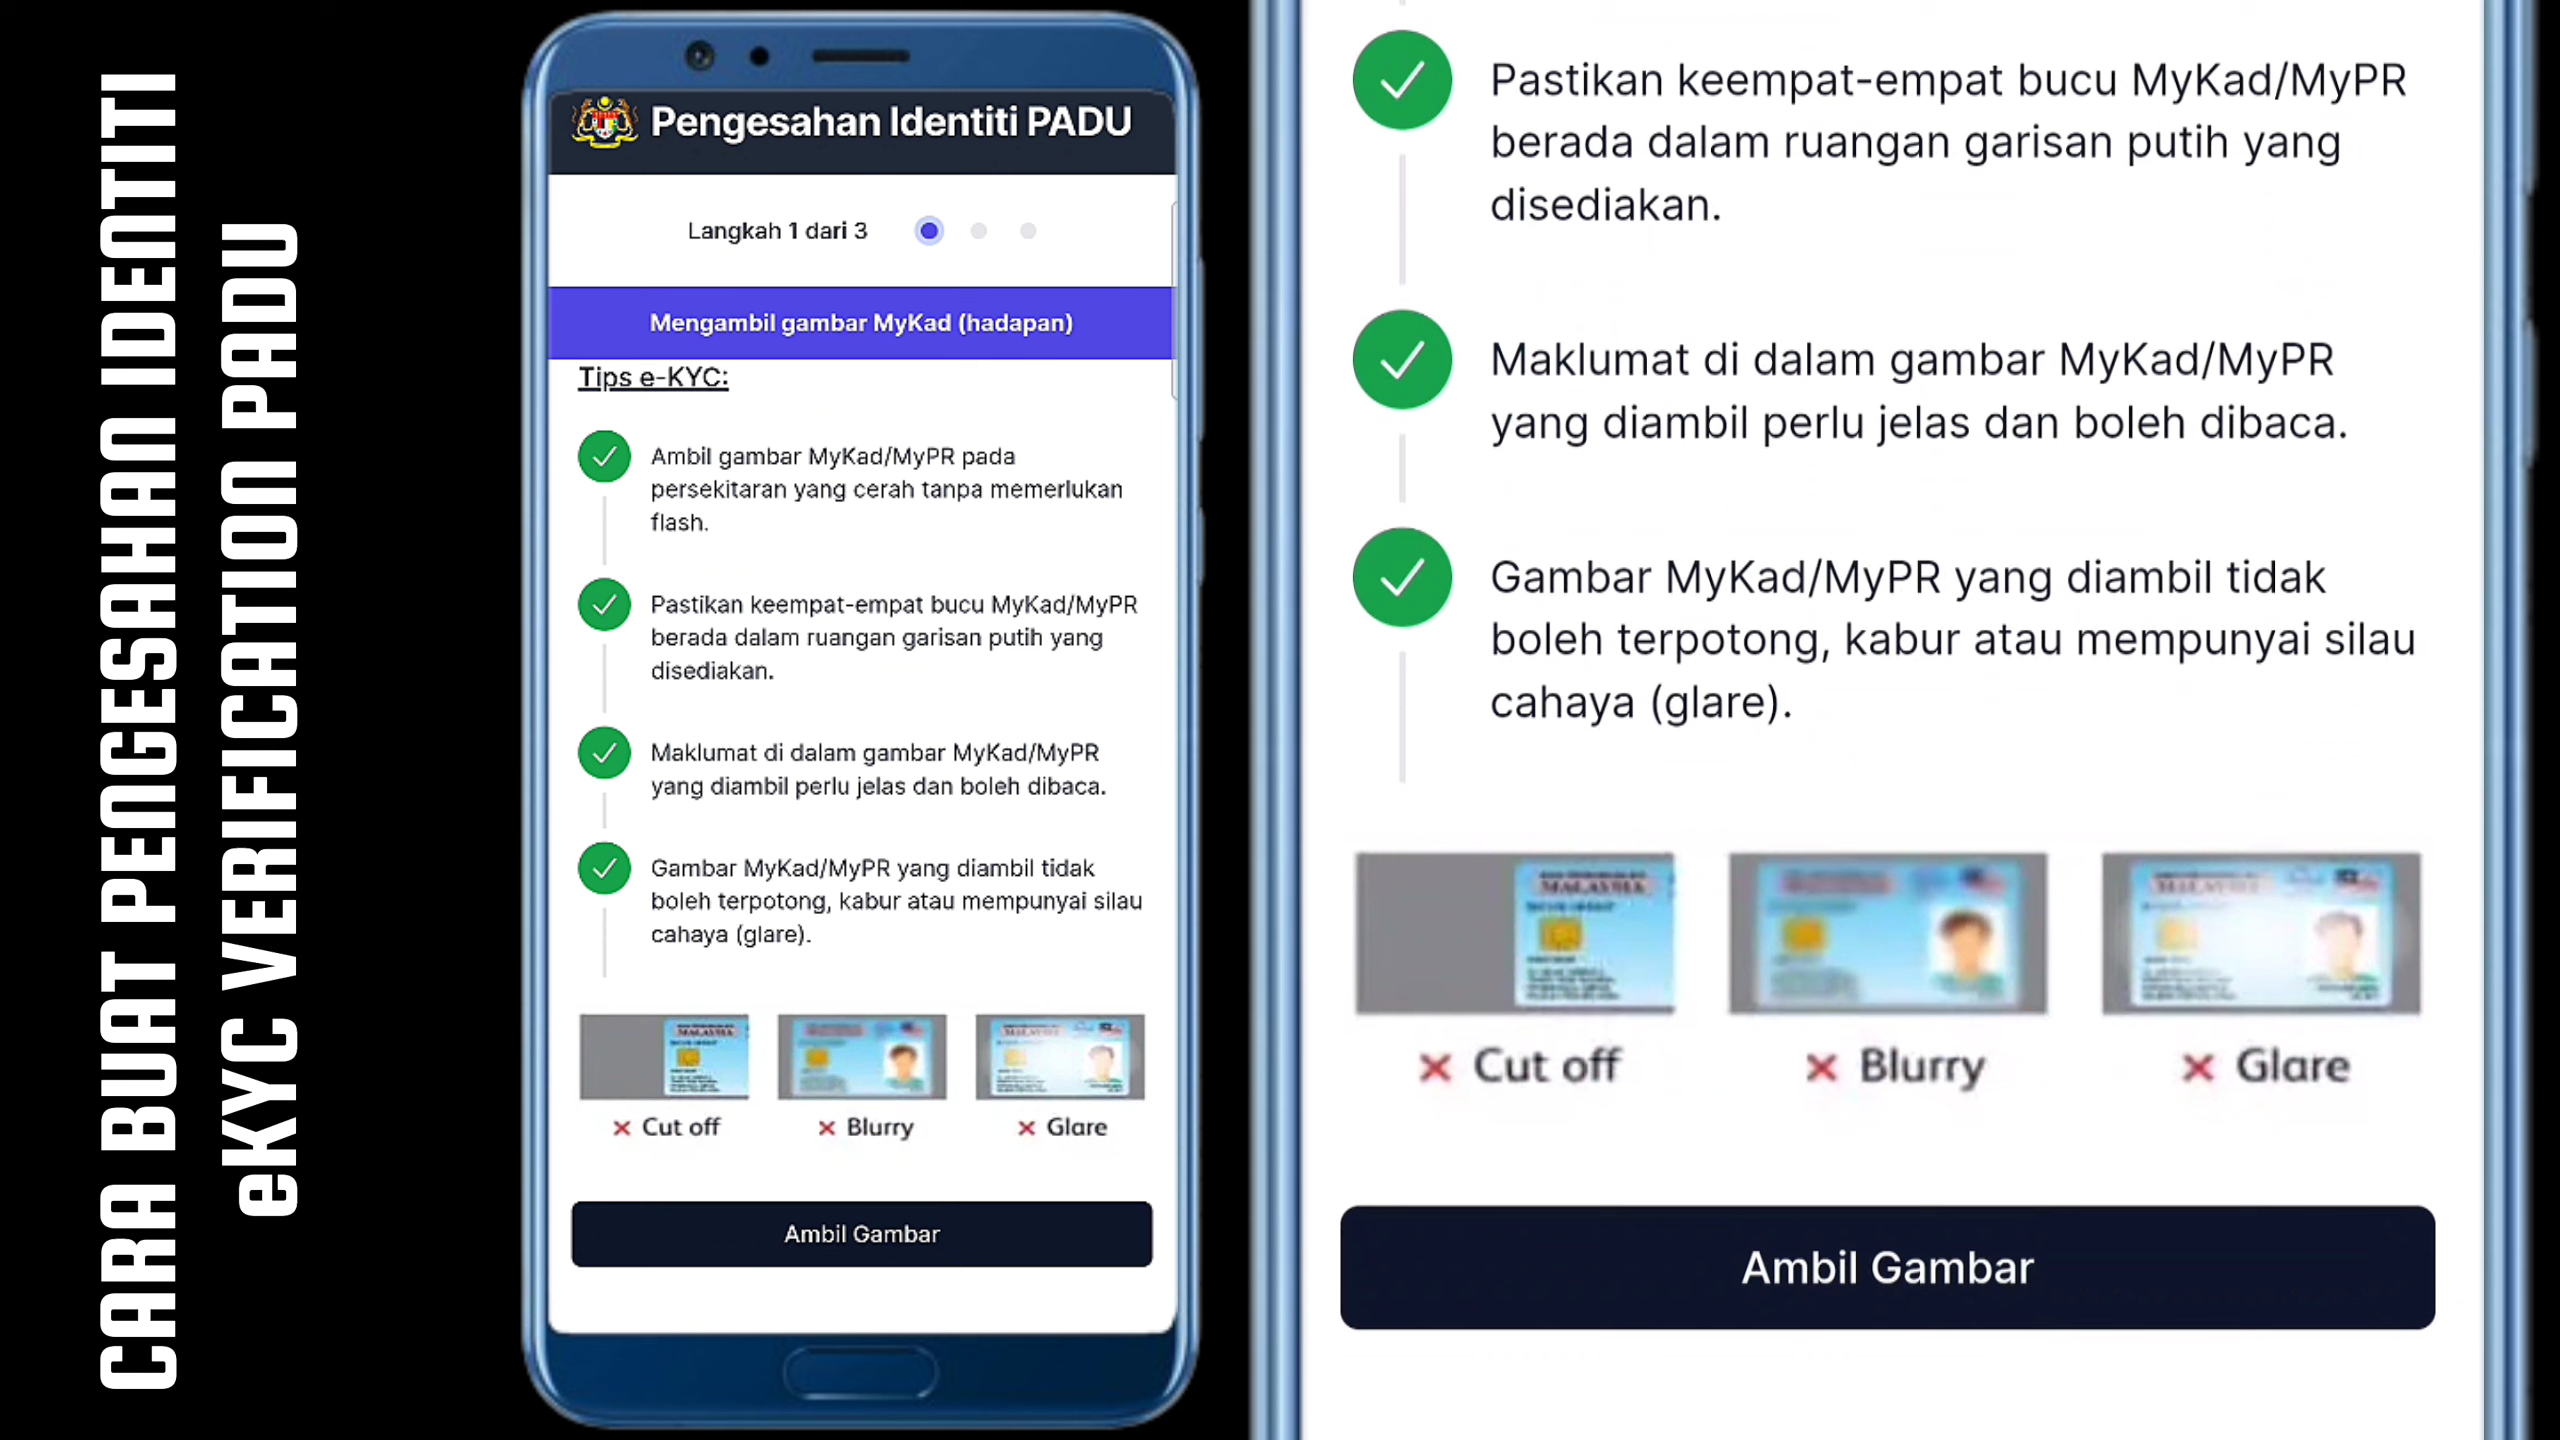 CARA BUAT PENGESAHAN IDENTITI
eKYC VERIFICATION PADU
Pengesahan Identiti PADU
Langkah 1 dari 3
Mengambil gambar MyKad (hadapan)
Tips e-KYC:
Ambil gambar MyKad/MyPR pada
persekitaran yang cerah tanpa memerlukan
flash.
Pastikan keempat-empat bucu MyKad/MyPR
berada dalam ruangan garisan putih yang
disediakan.
Maklumat di dalam gambar MyKad/MyPR
yang diambil perlu jelas dan boleh dibaca.
Gambar MyKad/MyPR yang diambil tidak
boleh terpotong, kabur atau mempunyai silau
cahaya (glare).
MALAYSIA
Cut off
Blurry
Glare
Ambil Gambar
Pastikan keempat-empat bucu MyKad/MyPR
berada dalam ruangan garisan putih yang
disediakan.
Maklumat di dalam gambar MyKad/MyPR
yang diambil perlu jelas dan boleh dibaca.
Gambar MyKad/MyPR yang diambil tidak
boleh terpotong, kabur atau mempunyai silau
cahaya (glare).
MALAYSIA
Cut off
Blurry
Glare
Ambil Gambar